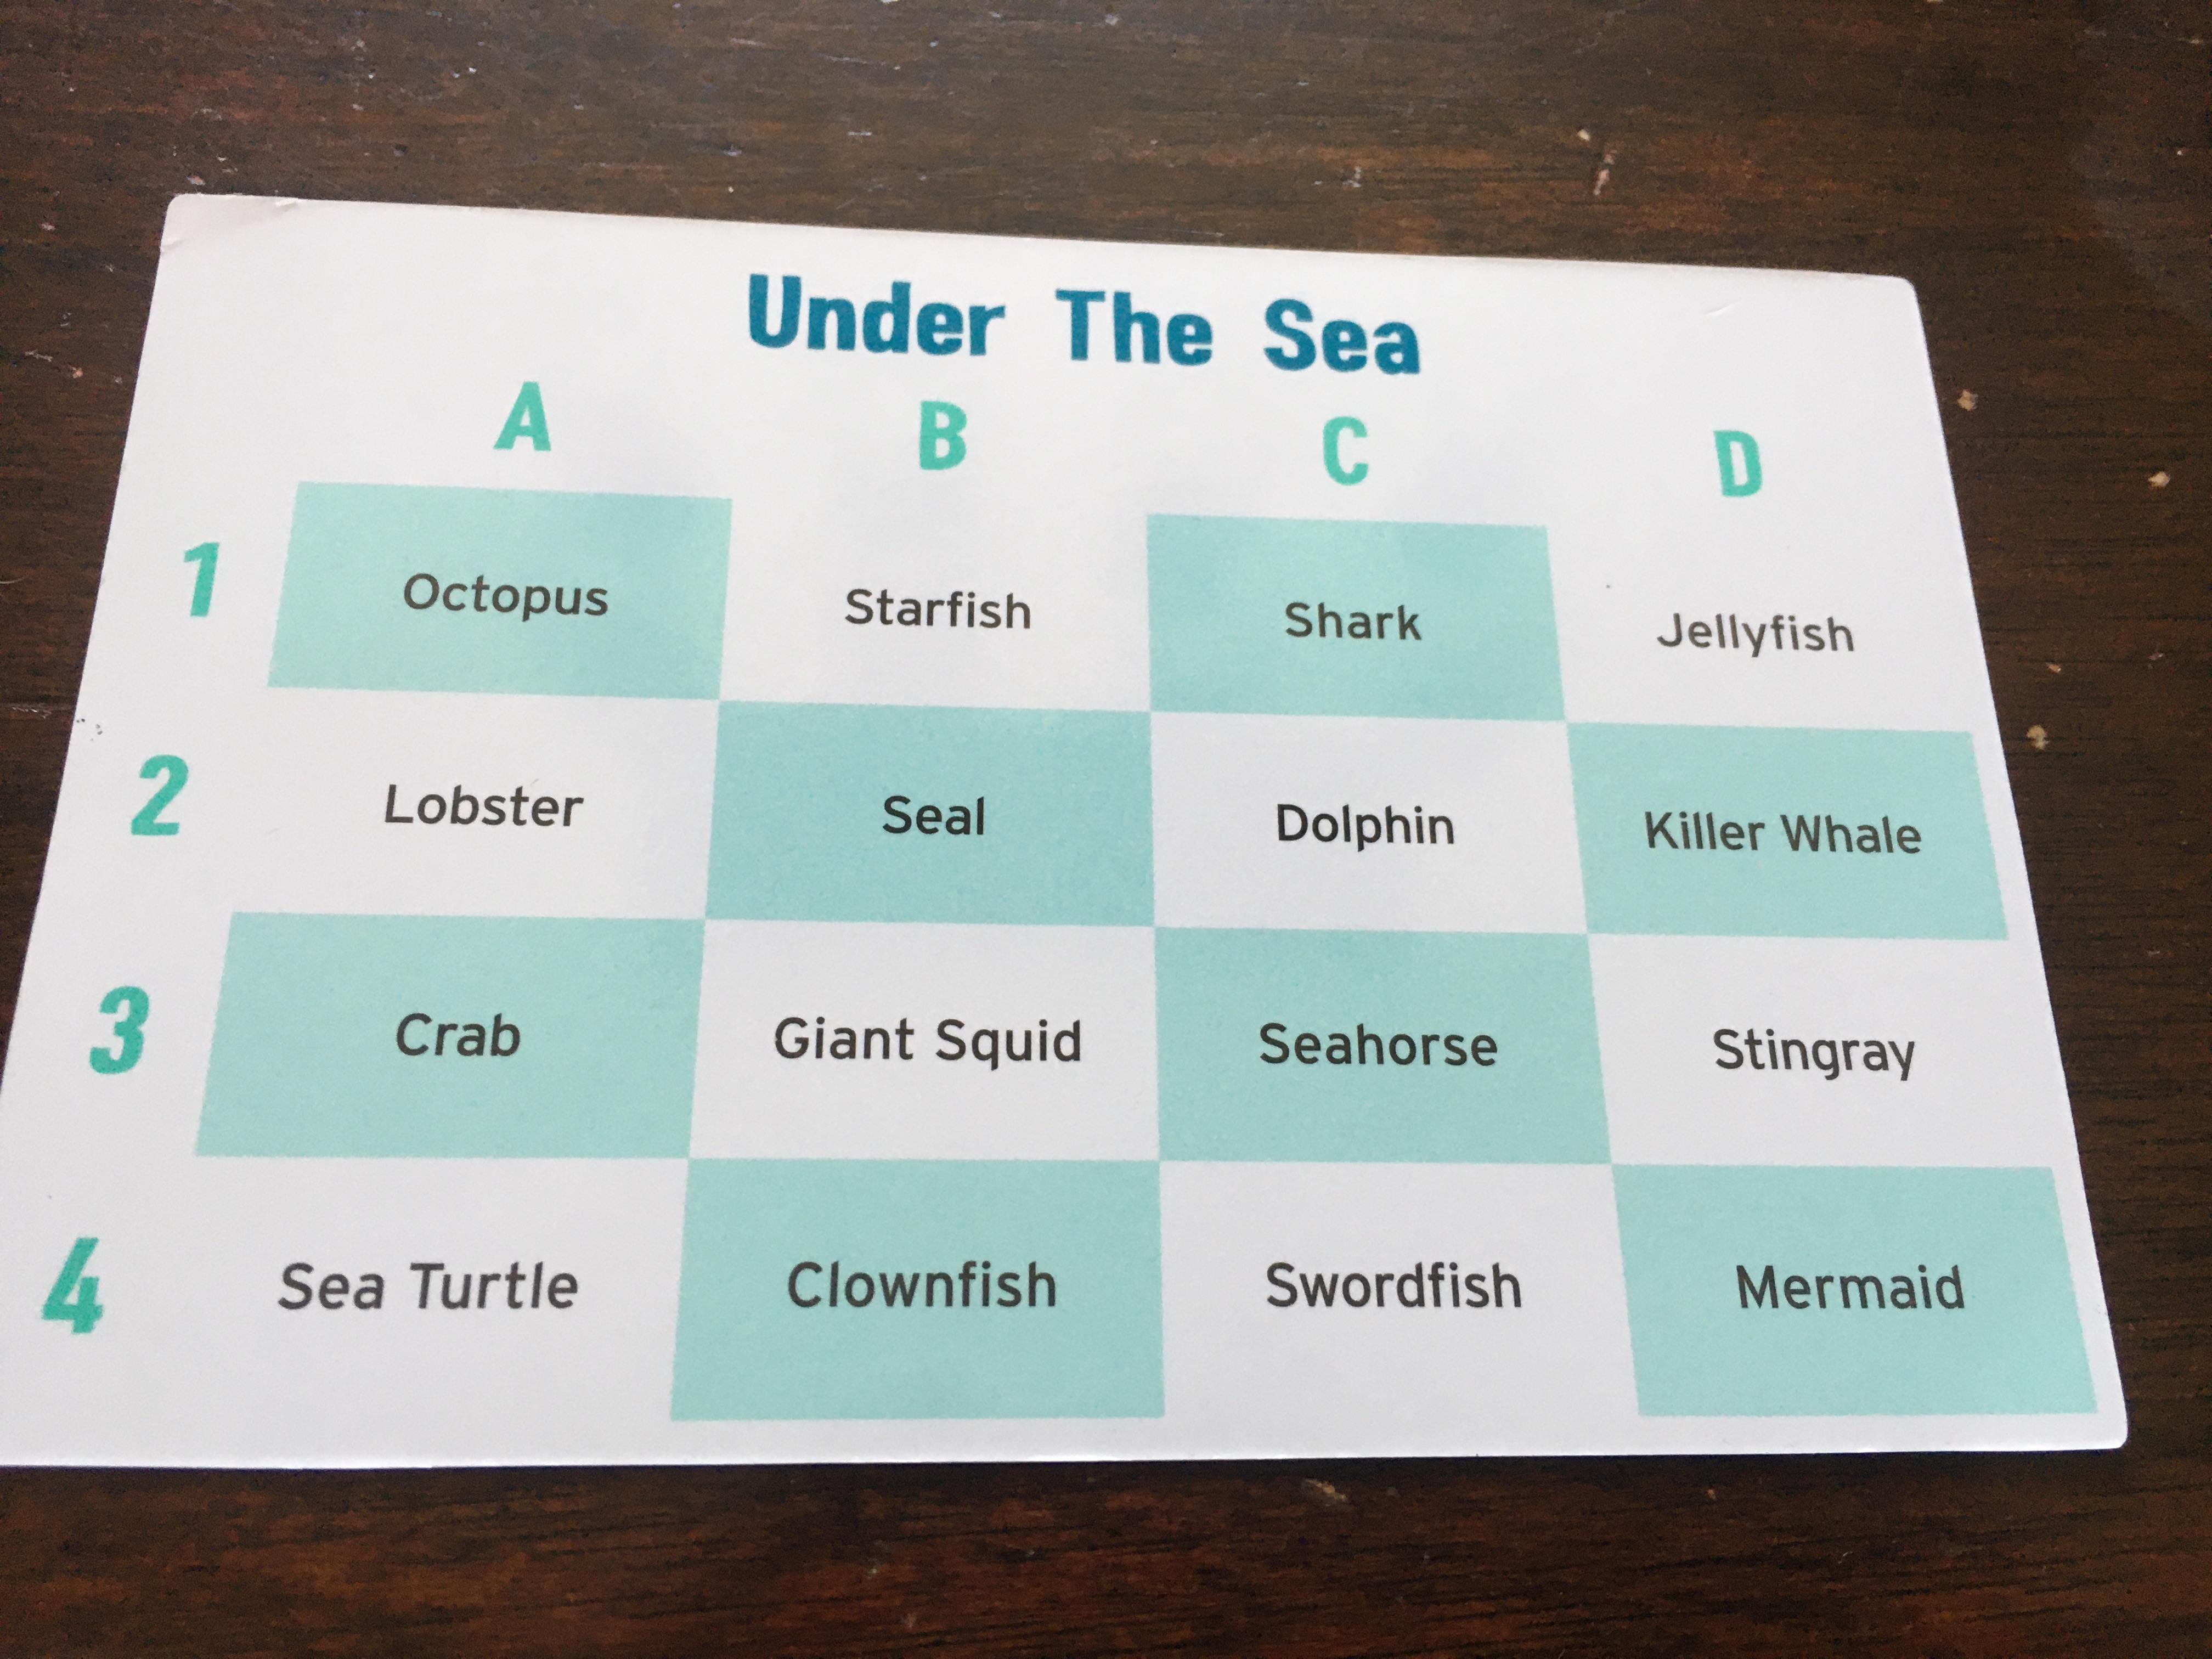 Under The Sea
A B C D
1 Octopus Starfish Shark Jellyfish
2 Lobster Seal Dolphin Killer Whale
3 Crab Giant Squid Seahorse Stingray
4 Sea Turtle Clownfish Swordfish Mermaid